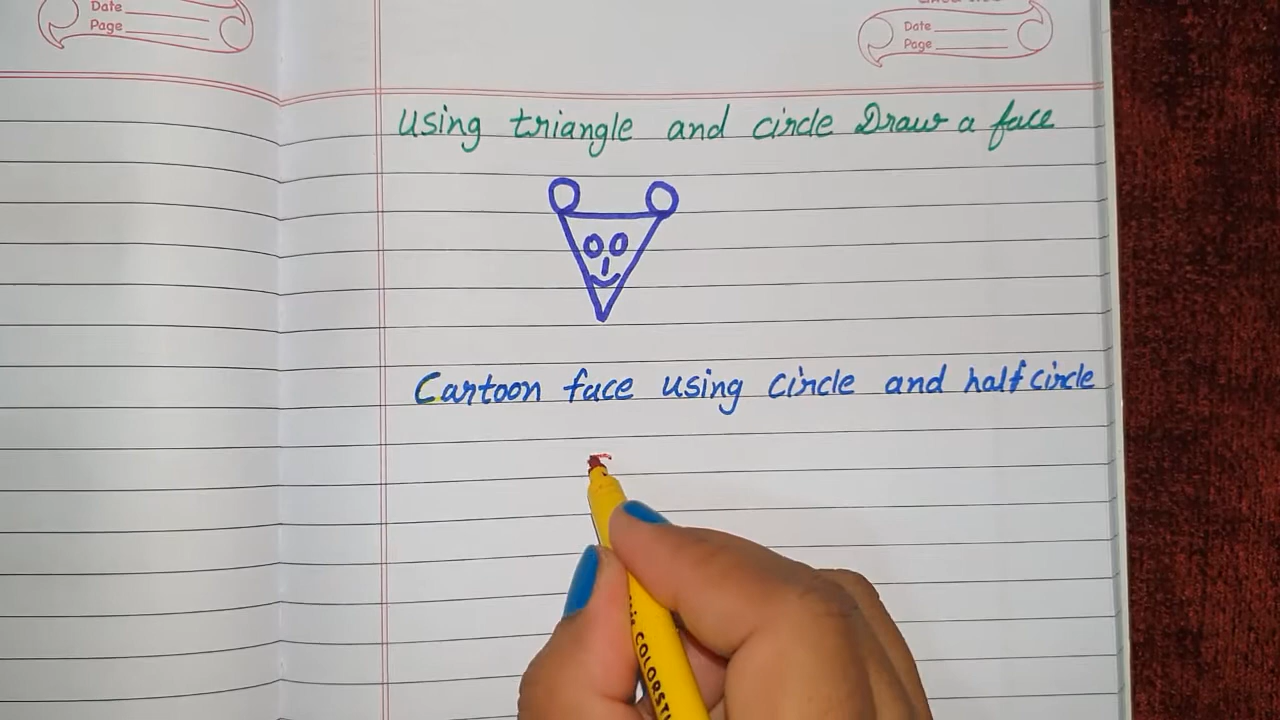 Date
Page
Date
Page
Using triangle and circle Draw a face
Cartoon face using circle and half circle
COLORST